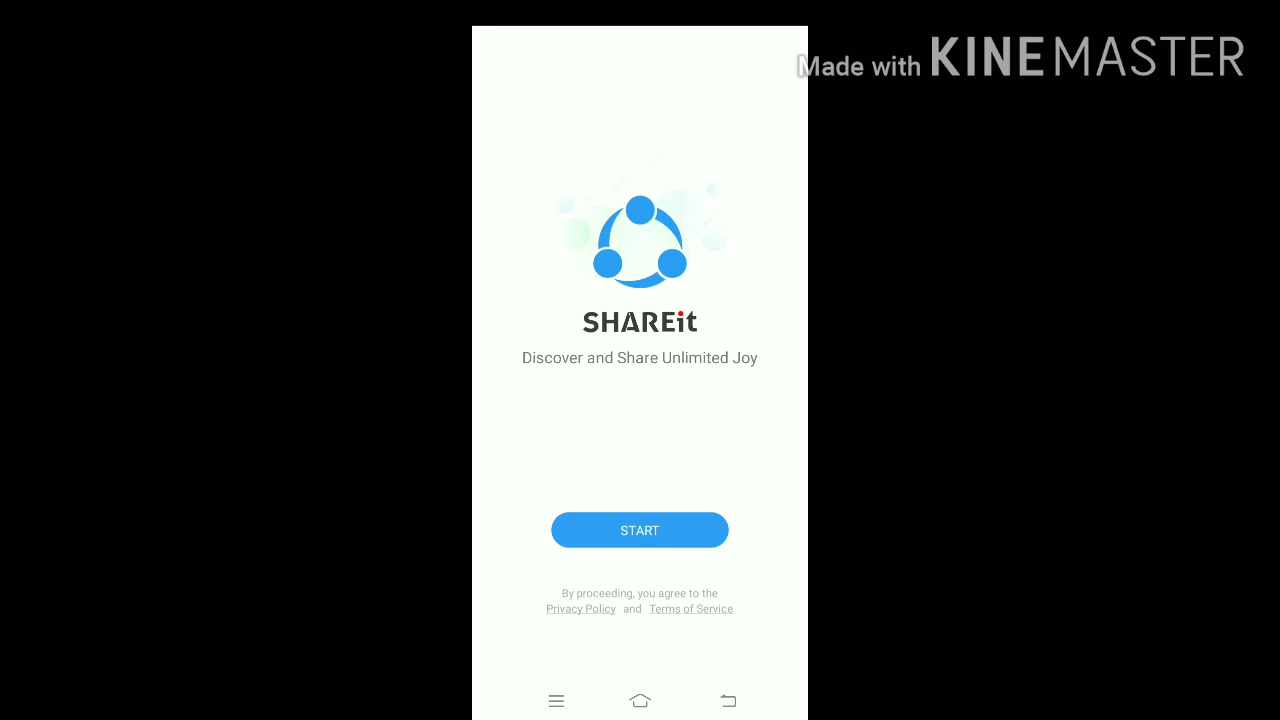 Made with KINEMASTER
SHAREit
Discover and Share Unlimited Joy
START
By proceeding, you agree to the
Privacy Policy and Terms of Service